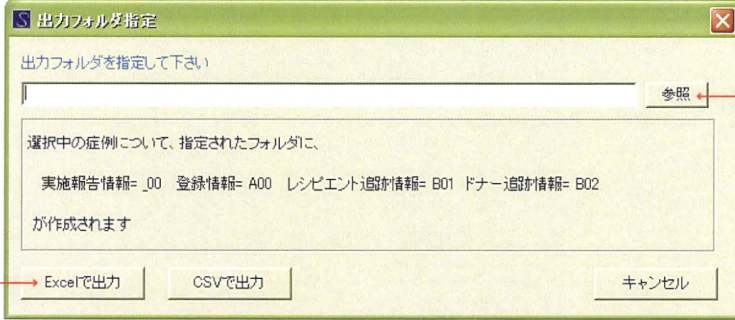 S 出力フォルダ指定
出力フォルダを指定して下さい
参照
選択中の症例について、指定されたフォルダに、
実施報告情報= _00 登録情報= A00 レシピエント追跡情報= B01 ドナー追跡情報= B02
が作成されます
Excelで出力 CSVで出力 キャンセル